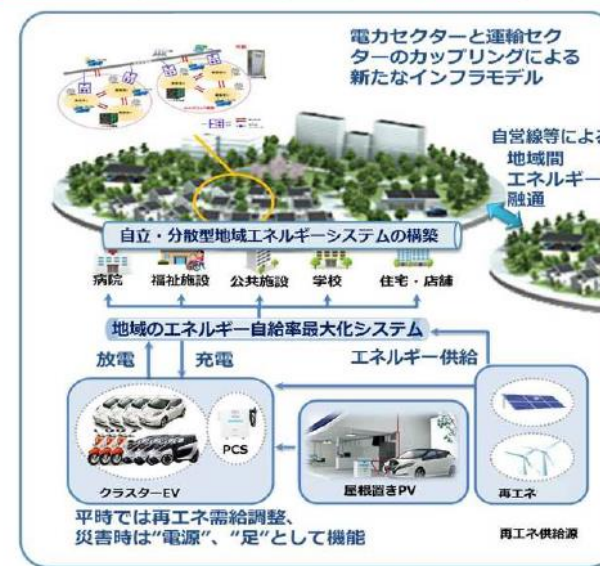 電力セクターと運輸セク
ターのカップリングによる
新たなインフラモデル
自営線等による
地域間
エネルギー
融通
自立・分散型地域エネルギーシステムの構築
病院
福祉施設
公共施設
学校
住宅・店舗
地域のエネルギー自給率最大化システム
放電
充電
エネルギー供給
PCS
クラスターEV
屋根置きPV
再エネ
平時では再エネ需給調整、
災害時は"電源"、"足"として機能
再エネ供給源